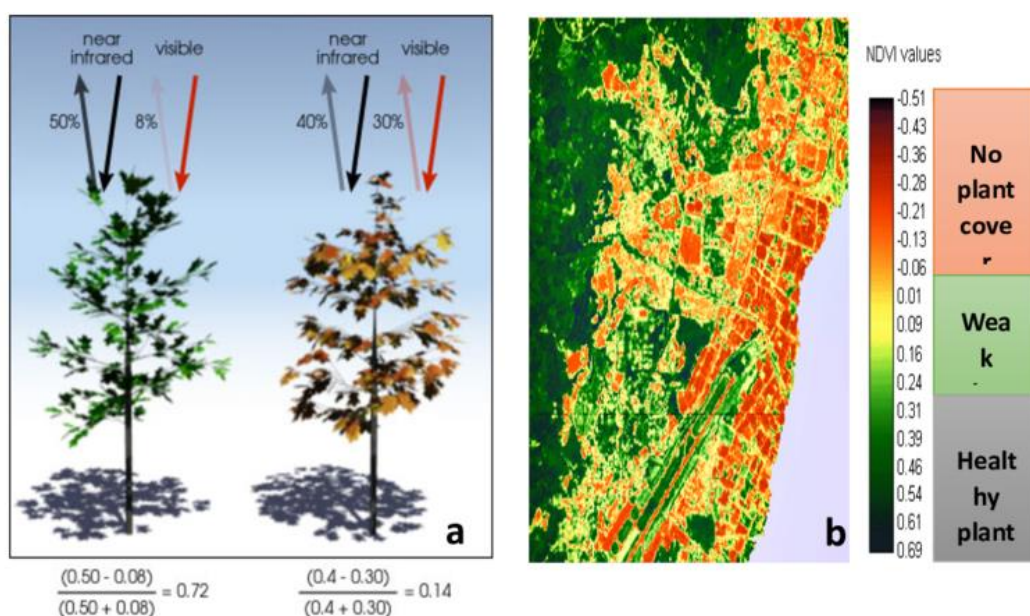 near infrared
visible
near infrared
visible
50%
8%
40%
30%
a
(0.50 - 0.08)
(0.50 + 0.08)
= 0.72
(0.4 - 0.30)
(0.4 + 0.30)
= 0.14
b
NDVI values
-0.51
-0.43
-0.36
-0.28
-0.21
-0.13
-0.06
0.01
0.09
0.16
0.24
0.31
0.39
0.46
0.54
0.61
0.69
No
plant
cove
r
Wea
k
Healt
hy
plant